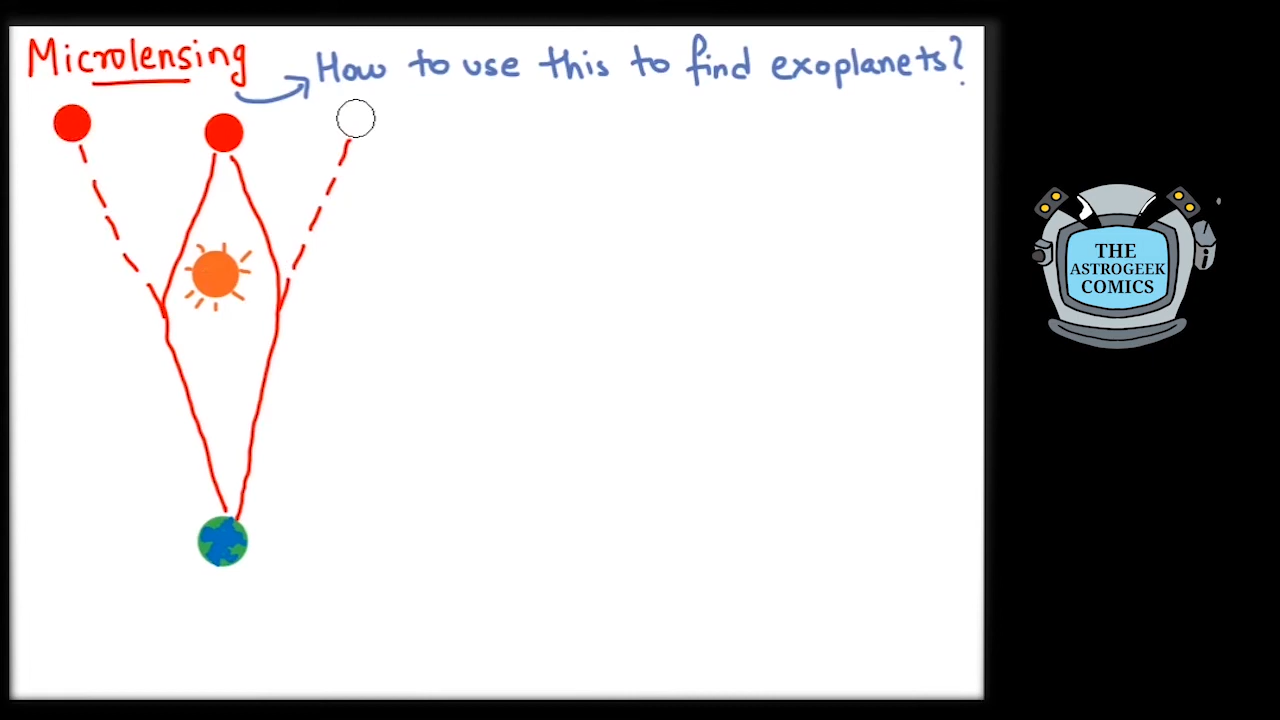 Microlensing
How to use this to find exoplanets?
THE
ASTROGEEK
COMICS